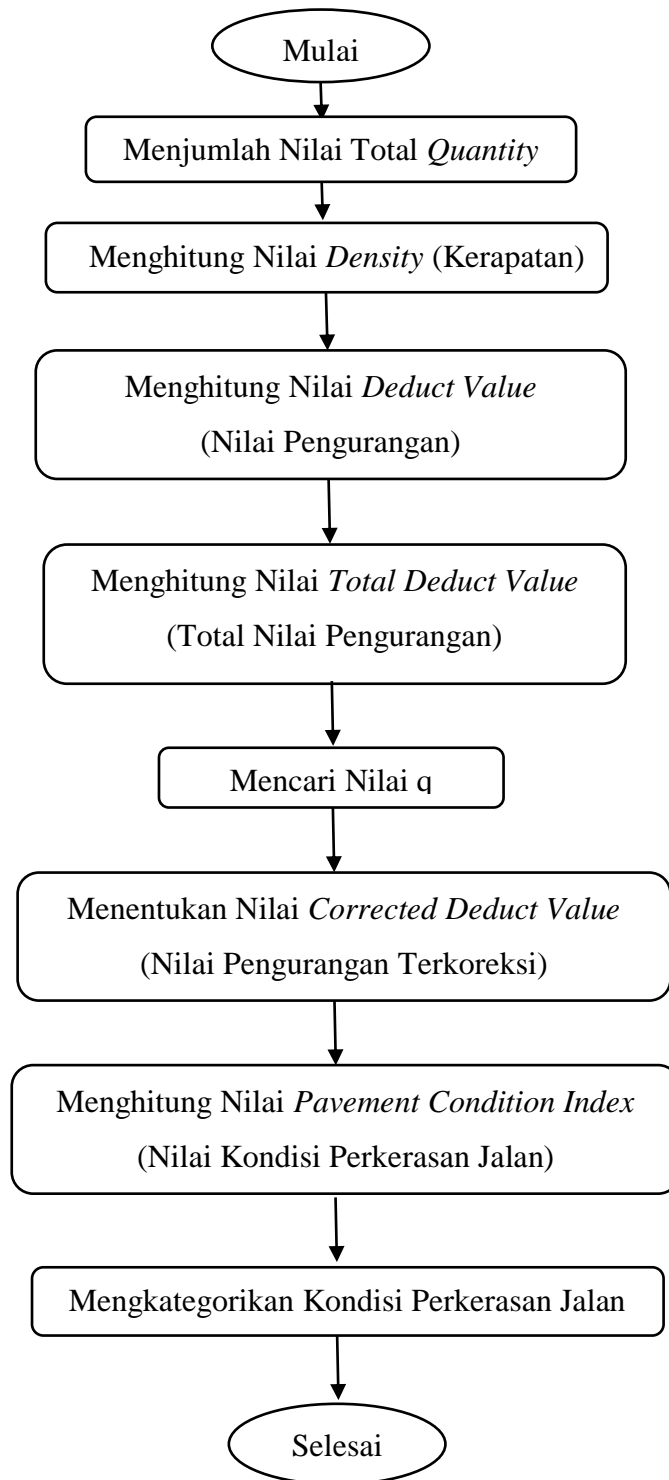 Mulai
Menjumlah Nilai Total Quantity
Menghitung Nilai Density (Kerapatan)
Menghitung Nilai Deduct Value
(Nilai Pengurangan)
Menghitung Nilai Total Deduct Value
(Total Nilai Pengurangan)
Mencari Nilai q
Menentukan Nilai Corrected Deduct Value
(Nilai Pengurangan Terkoreksi)
Menghitung Nilai Pavement Condition Index
(Nilai Kondisi Perkerasan Jalan)
Mengkategorikan Kondisi Perkerasan Jalan
Selesai